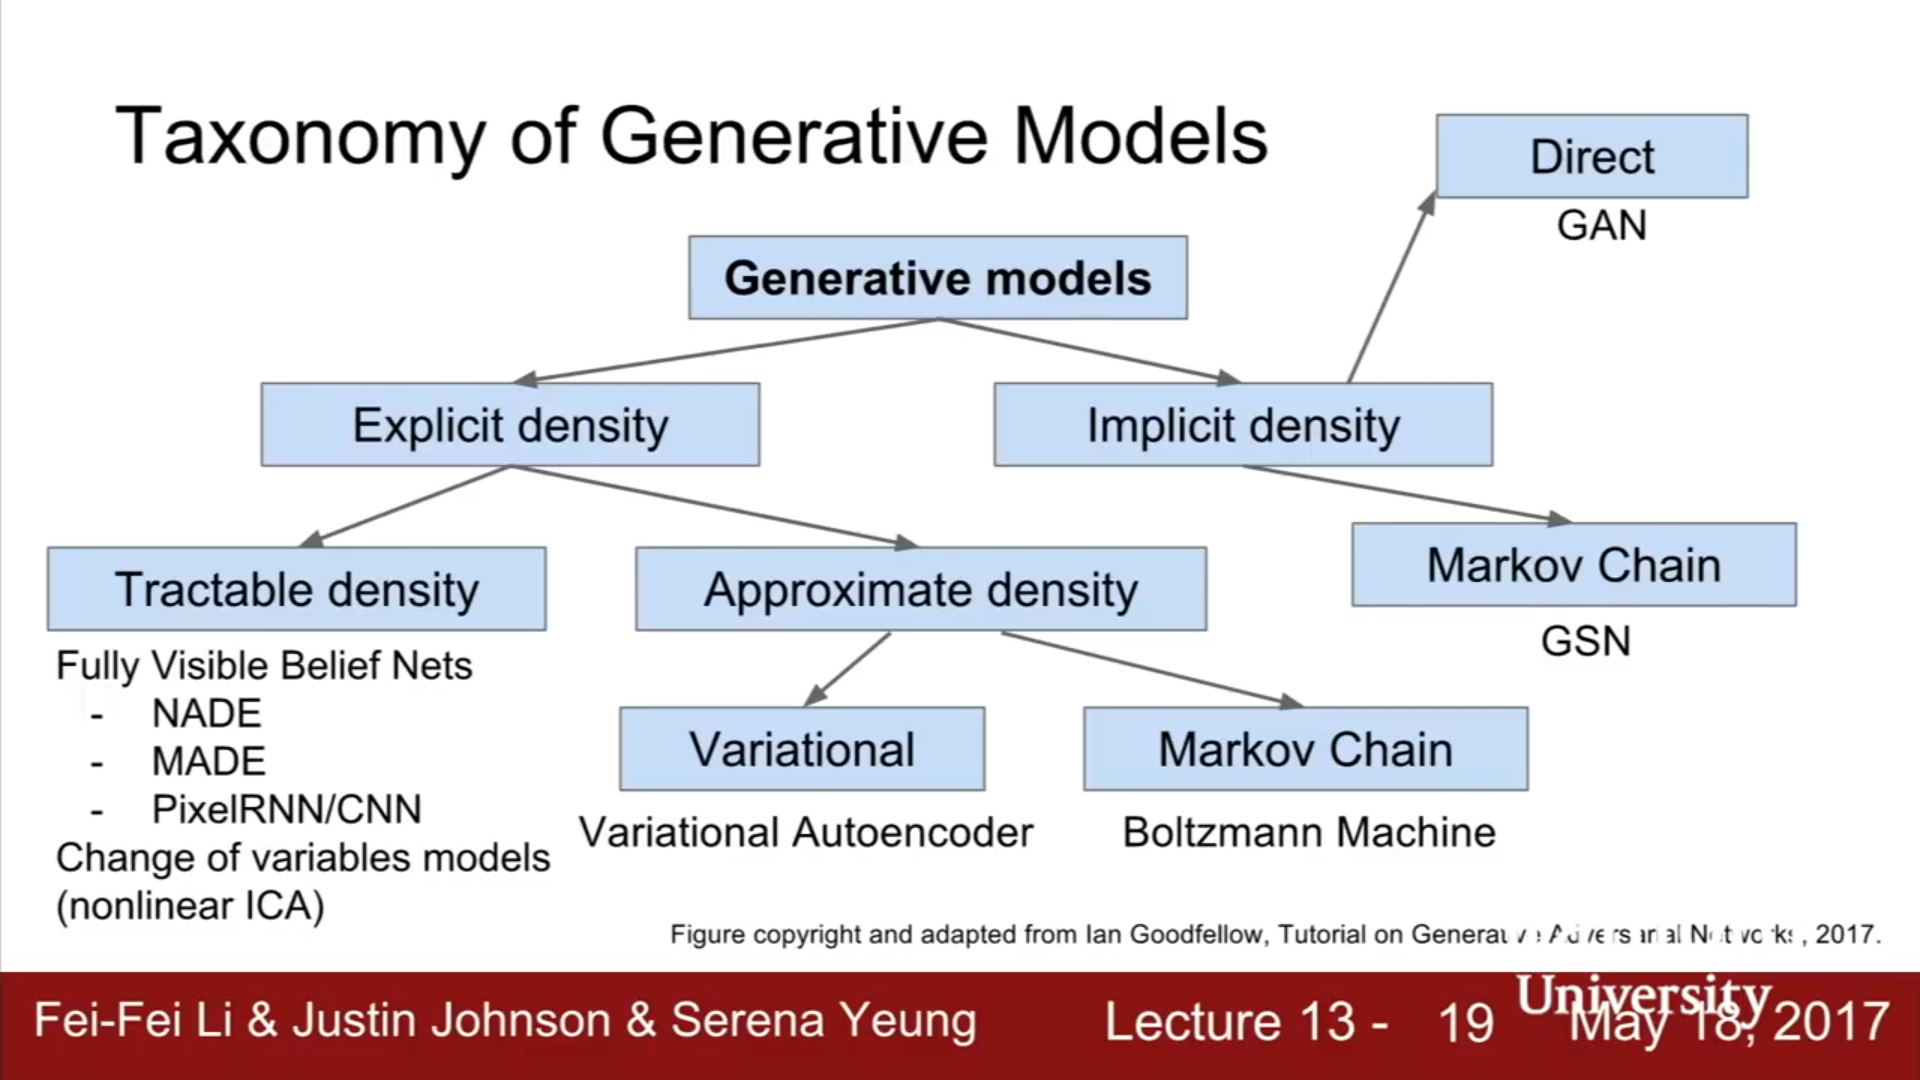 Taxonomy of Generative Models
Direct
GAN
Generative models
Explicit density
Implicit density
Tractable density
Approximate density
Markov Chain
GSN
Fully Visible Belief Nets
- NADE
- MADE
- PixelRNN/CNN
Change of variables models
(nonlinear ICA)
Variational
Markov Chain
Variational Autoencoder
Boltzmann Machine
Figure copyright and adapted from Ian Goodfellow, Tutorial on Generative Adversarial Networks, 2017.
Fei-Fei Li & Justin Johnson & Serena Yeung
Lecture 13 - 19
University
May 18, 2017